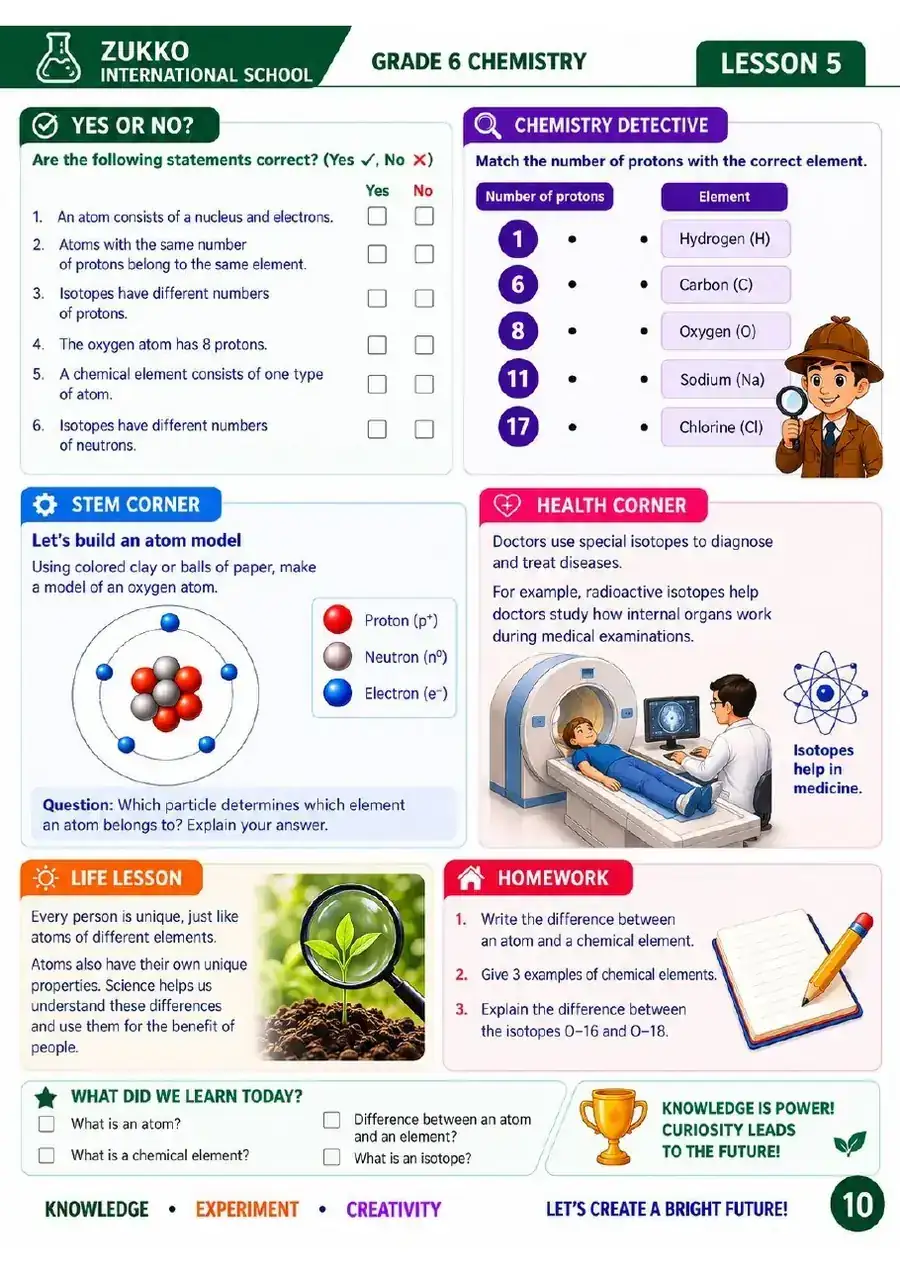 ZUKKO
INTERNATIONAL SCHOOL
GRADE 6 CHEMISTRY
LESSON 5
YES OR NO?
Are the following statements correct? (Yes ✓, No ✗)
Yes No
1. An atom consists of a nucleus and electrons.
2. Atoms with the same number
of protons belong to the same element.
3. Isotopes have different numbers
of protons.
4. The oxygen atom has 8 protons.
5. A chemical element consists of one type
of atom.
6. Isotopes have different numbers
of neutrons.
CHEMISTRY DETECTIVE
Match the number of protons with the correct element.
Number of protons Element
1 • • Hydrogen (H)
6 • • Carbon (C)
8 • • Oxygen (O)
11 • • Sodium (Na)
17 • • Chlorine (Cl)
STEM CORNER
Let's build an atom model
Using colored clay or balls of paper, make
a model of an oxygen atom.
Proton (p⁺)
Neutron (n⁰)
Electron (e⁻)
Question: Which particle determines which element
an atom belongs to? Explain your answer.
HEALTH CORNER
Doctors use special isotopes to diagnose
and treat diseases.
For example, radioactive isotopes help
doctors study how internal organs work
during medical examinations.
Isotopes
help in
medicine.
LIFE LESSON
Every person is unique, just like
atoms of different elements.
Atoms also have their own unique
properties. Science helps us
understand these differences
and use them for the benefit of
people.
HOMEWORK
1. Write the difference between
an atom and a chemical element.
2. Give 3 examples of chemical elements.
3. Explain the difference between
the isotopes O–16 and O–18.
WHAT DID WE LEARN TODAY?
What is an atom?
What is a chemical element?
Difference between an atom
and an element?
What is an isotope?
KNOWLEDGE IS POWER!
CURIOSITY LEADS
TO THE FUTURE!
KNOWLEDGE • EXPERIMENT • CREATIVITY
LET'S CREATE A BRIGHT FUTURE!
10